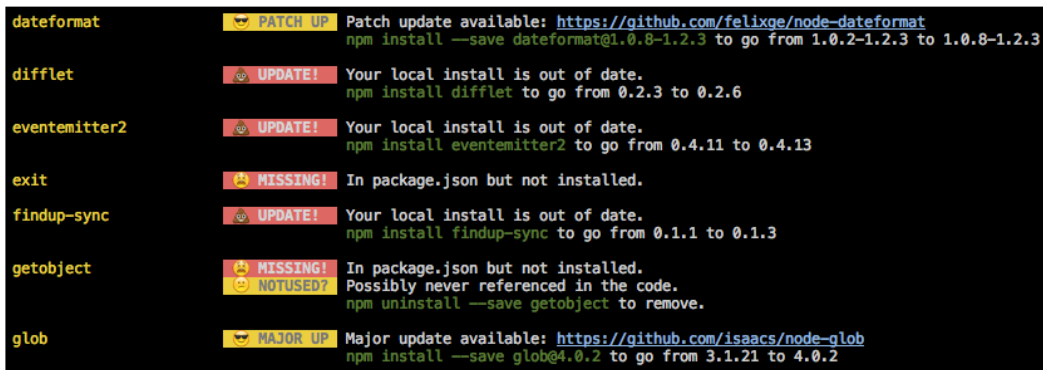 dateformat 😎 PATCH UP Patch update available: https://github.com/felixge/node-dateformat
npm install --save dateformat@1.0.8-1.2.3 to go from 1.0.2-1.2.3 to 1.0.8-1.2.3
difflet 💩 UPDATE! Your local install is out of date.
npm install difflet to go from 0.2.3 to 0.2.6
eventemitter2 💩 UPDATE! Your local install is out of date.
npm install eventemitter2 to go from 0.4.11 to 0.4.13
exit 😫 MISSING! In package.json but not installed.
findup-sync 💩 UPDATE! Your local install is out of date.
npm install findup-sync to go from 0.1.1 to 0.1.3
getobject 😫 MISSING! In package.json but not installed.
😕 NOTUSED? Possibly never referenced in the code.
npm uninstall --save getobject to remove.
glob 😎 MAJOR UP Major update available: https://github.com/isaacs/node-glob
npm install --save glob@4.0.2 to go from 3.1.21 to 4.0.2